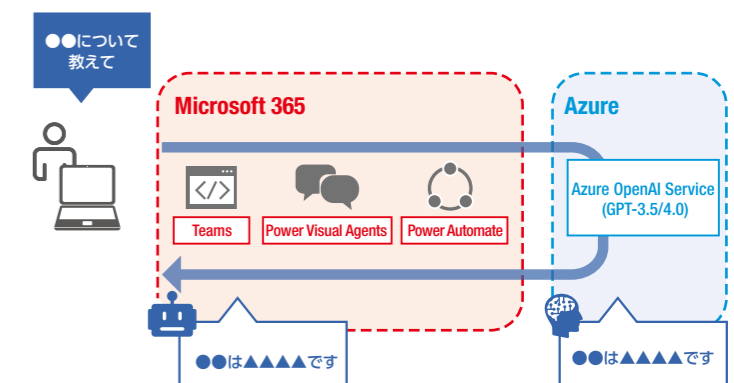 ●●について
教えて
Microsoft 365
Azure
Azure OpenAI Service
(GPT-3.5/4.0)
Teams
Power Visual Agents
Power Automate
●●は▲▲▲▲です
●●は▲▲▲▲です